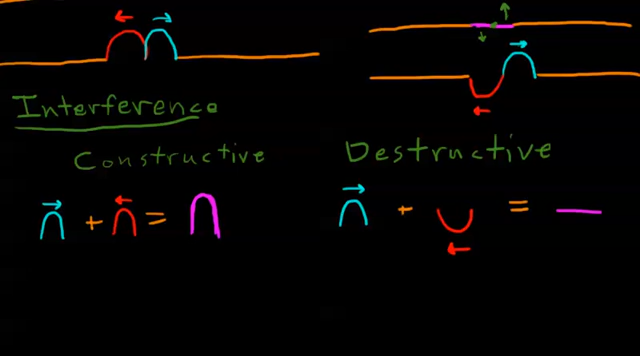 Interference
Constructive
Destructive
+ =
+ =